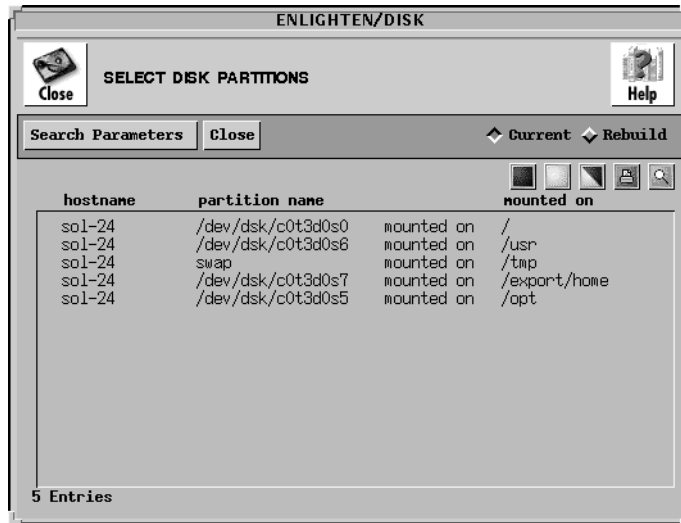 ENLIGHTEN/DISK
Close
SELECT DISK PARTITIONS
Help
Search Parameters Close Current Rebuild
hostname partition name mounted on
sol-24 /dev/dsk/c0t3d0s0 mounted on /
sol-24 /dev/dsk/c0t3d0s6 mounted on /usr
sol-24 swap mounted on /tmp
sol-24 /dev/dsk/c0t3d0s7 mounted on /export/home
sol-24 /dev/dsk/c0t3d0s5 mounted on /opt
5 Entries